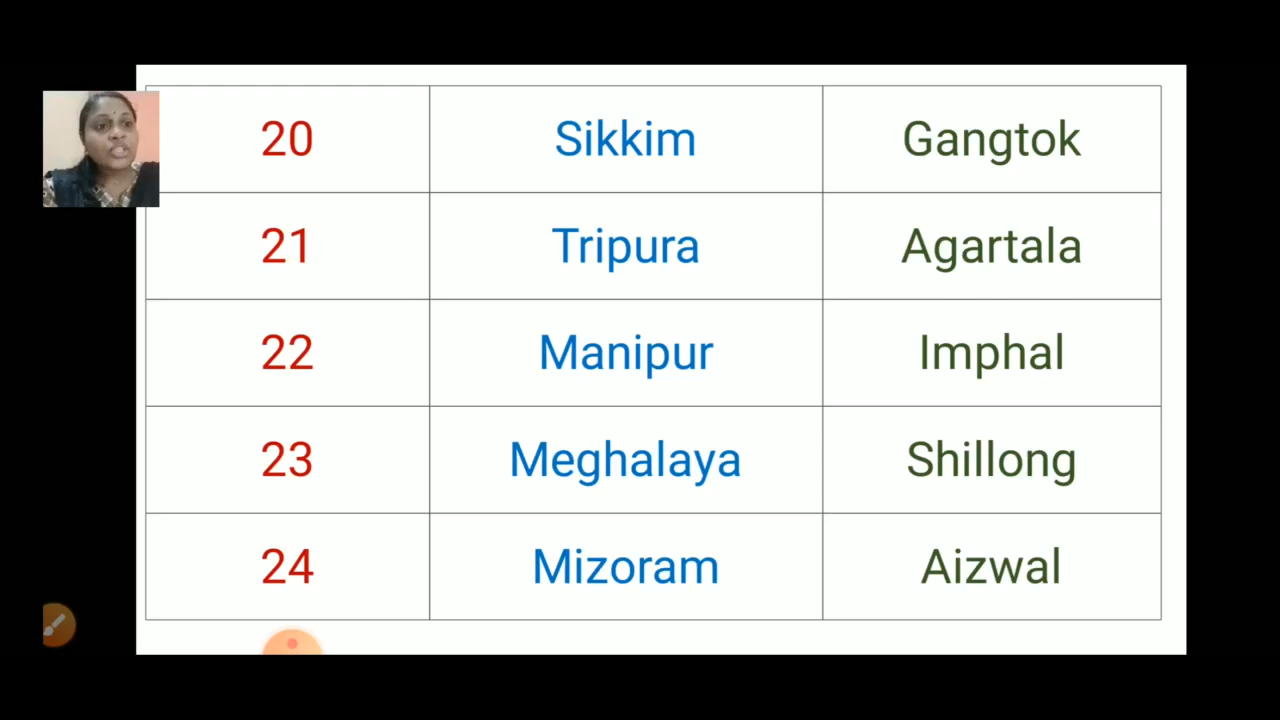 20 Sikkim Gangtok
21 Tripura Agartala
22 Manipur Imphal
23 Meghalaya Shillong
24 Mizoram Aizwal